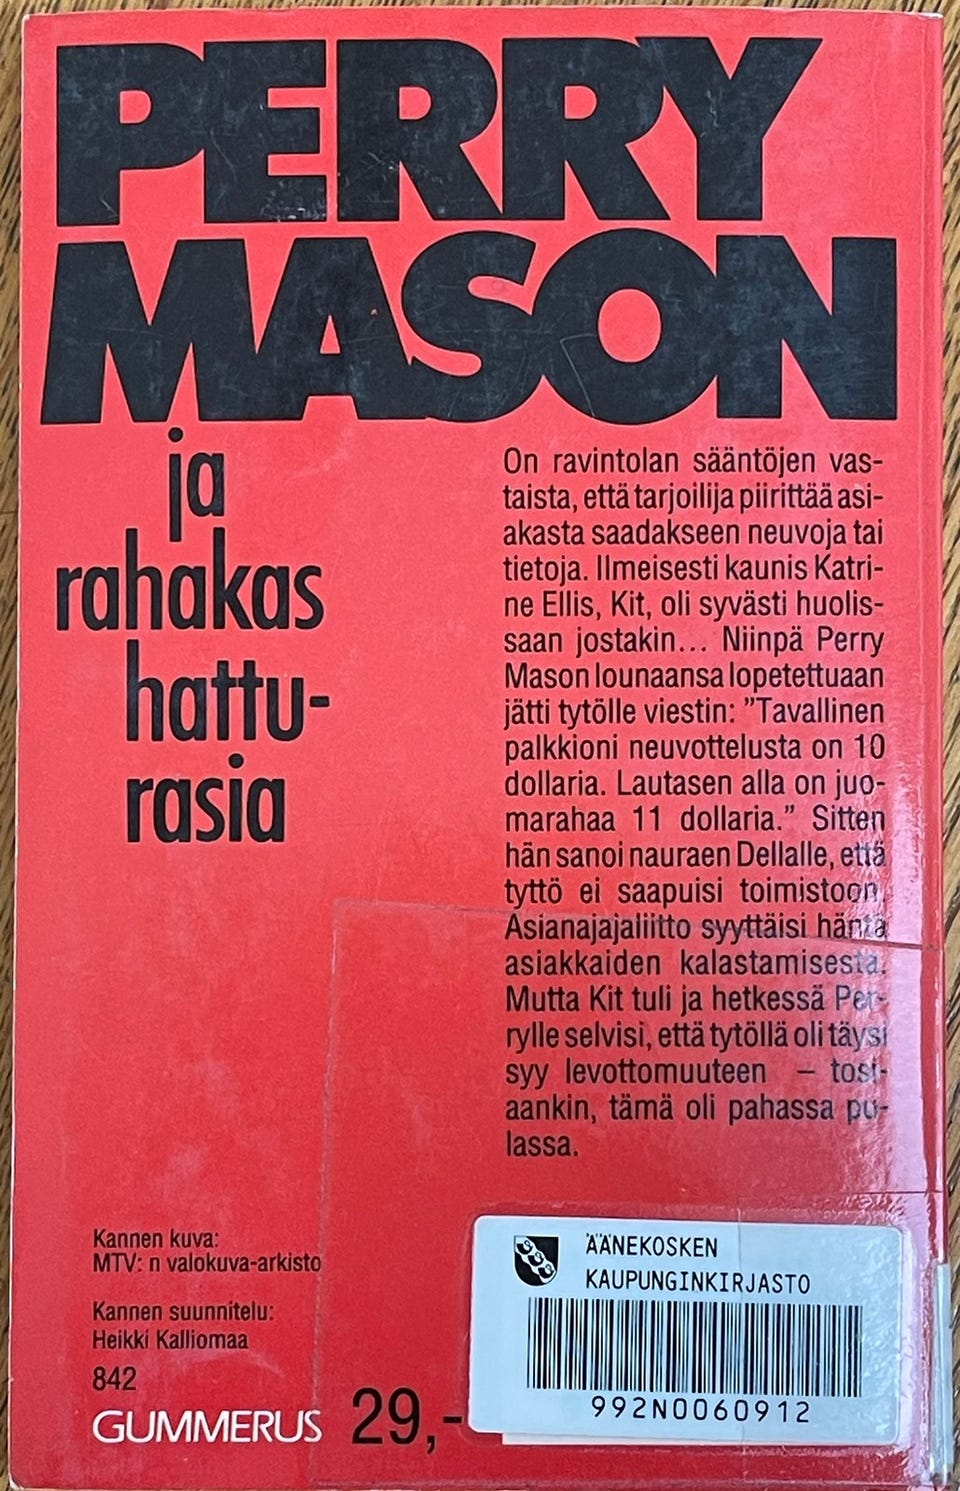 PERRY
MASON
ja
rahakas
hattu-
rasia
On ravintolan sääntöjen vas-
taista, että tarjoilija piirittää asi-
akasta saadakseen neuvoja tai
tietoja. Ilmeisesti kaunis Katri-
ne Ellis, Kit, oli syvästi huolis-
saan jostakin... Niinpä Perry
Mason lounaansa lopetettuaan
jätti tytölle viestin: ”Tavallinen
palkkioni neuvottelusta on 10
dollaria. Lautasen alla on juo-
marahaa 11 dollaria.” Sitten
hän sanoi nauraen Dellalle, että
tyttö ei saapuisi toimistoon.
Asianajajaliitto syyttäisi häntä
asiakkaiden kalastamisesta.
Mutta Kit tuli ja hetkessä Per-
rylle selvisi, että tytöllä oli täysi
syy levottomuuteen – tosi-
aankin, tämä oli pahassa pu-
lassa.
Kannen kuva:
MTV: n valokuva-arkisto
Kannen suunnitelu:
Heikki Kalliomaa
842
GUMMERUS
29,-
ÄÄNEKOSKEN
KAUPUNGINKIRJASTO
992N0060912